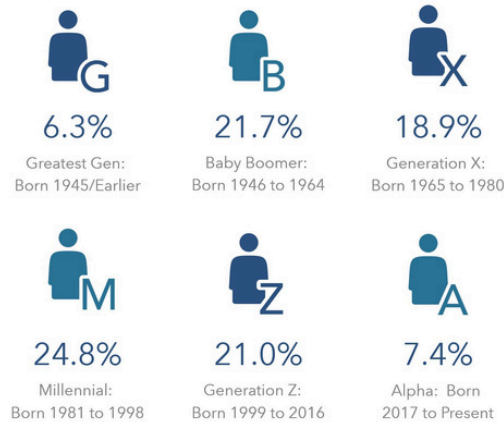 G
B
X
6.3%
21.7%
18.9%
Greatest Gen:
Born 1945/Earlier
Baby Boomer:
Born 1946 to 1964
Generation X:
Born 1965 to 1980
M
Z
A
24.8%
21.0%
7.4%
Millennial:
Born 1981 to 1998
Generation Z:
Born 1999 to 2016
Alpha: Born
2017 to Present